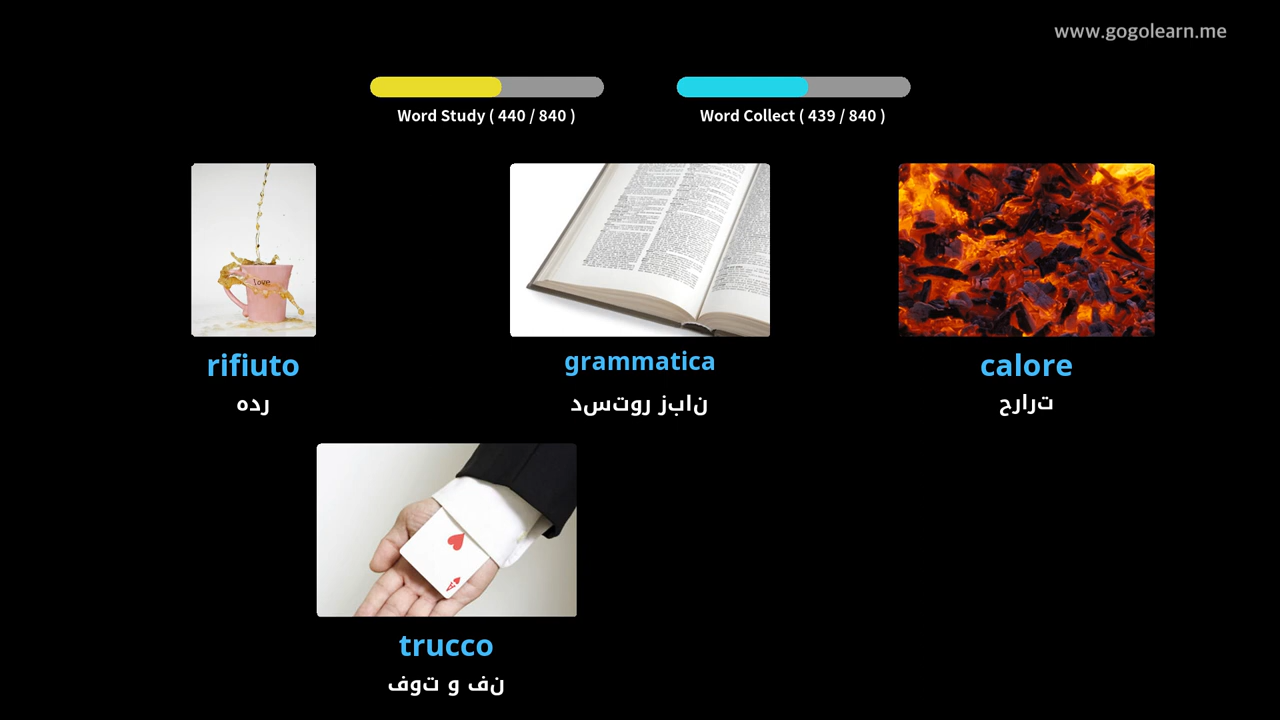 www.gogolearn.me
Word Study ( 440 / 840 )
Word Collect ( 439 / 840 )
rifiuto
رده
grammatica
نابز روتسد
calore
ترارح
love
trucco
نف و توف
A